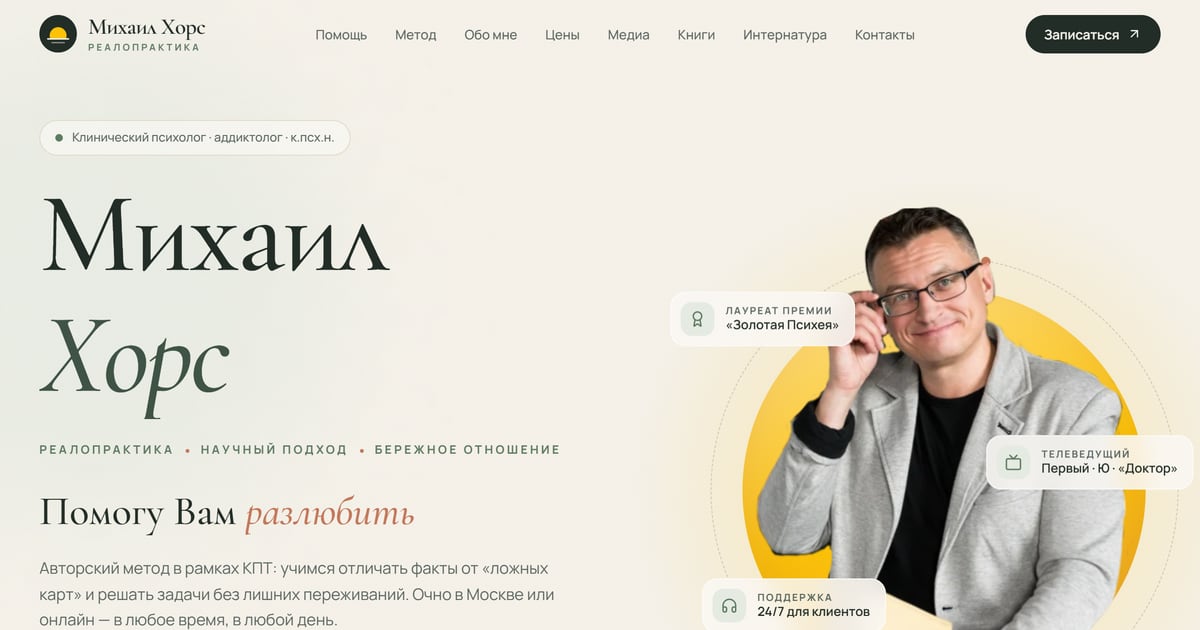 Михаил Хорс
РЕАЛОПРАКТИКА
Помощь Метод Обо мне Цены Медиа Книги Интернатура Контакты
Записаться
Клинический психолог · аддиктолог · к.псх.н.
Михаил
Хорс
РЕАЛОПРАКТИКА • НАУЧНЫЙ ПОДХОД • БЕРЕЖНОЕ ОТНОШЕНИЕ
Помогу Вам разлюбить
Авторский метод в рамках КПТ: учимся отличать факты от «ложных
карт» и решать задачи без лишних переживаний. Очно в Москве или
онлайн — в любое время, в любой день.
ЛАУРЕАТ ПРЕМИИ
«Золотая Психея»
ТЕЛЕВЕДУЩИЙ
Первый · Ю · «Доктор»
ПОДДЕРЖКА
24/7 для клиентов